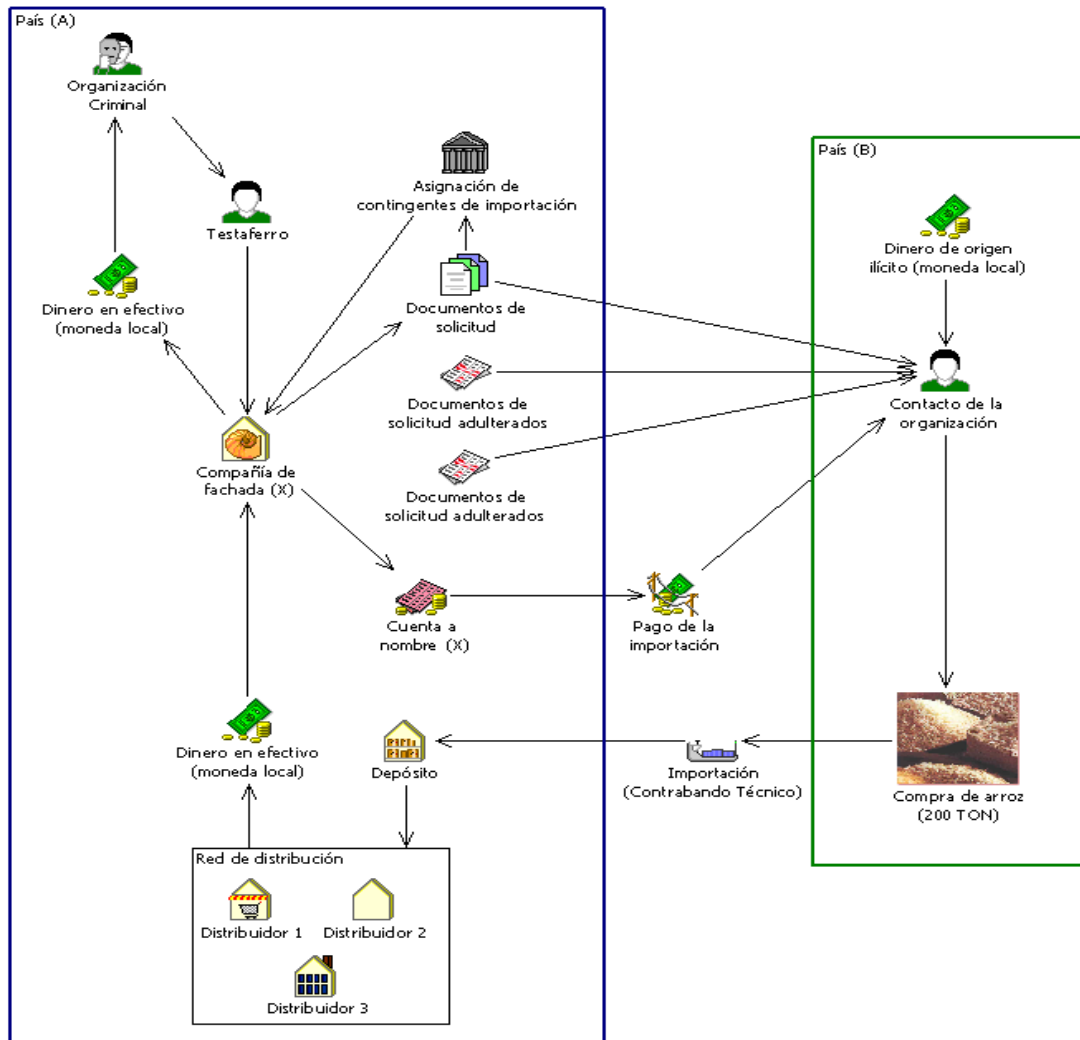 País (A)
Organización
Criminal
Testaferro
Asignación de
contingentes de importación
Dinero en efectivo
(moneda local)
Documentos de
solicitud
Documentos de
solicitud adulterados
Compañía de
fachada (X)
Documentos de
solicitud adulterados
Cuenta a
nombre (X)
Pago de la
importación
Dinero en efectivo
(moneda local)
Depósito
Importación
(Contrabando Técnico)
Red de distribución
Distribuidor 1
Distribuidor 2
Distribuidor 3
País (B)
Dinero de origen
ilícito (moneda local)
Contacto de la
organización
Compra de arroz
(200 TON)